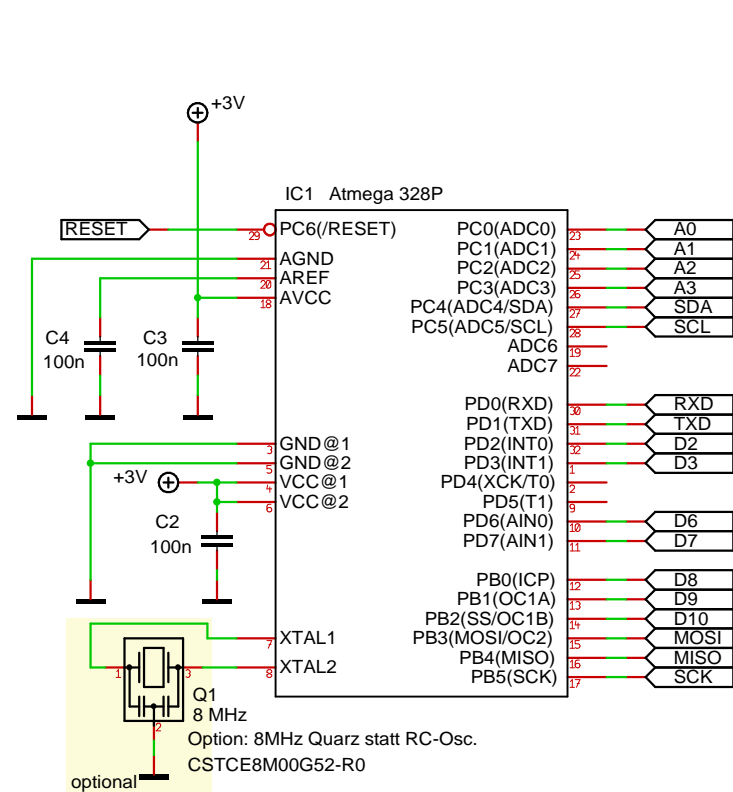 +3V
IC1 Atmega 328P
RESET 29 PC6(/RESET) PC0(ADC0) 23 A0
PC1(ADC1) 24 A1
21 AGND PC2(ADC2) 25 A2
20 AREF PC3(ADC3) 26 A3
18 AVCC PC4(ADC4/SDA) 27 SDA
PC5(ADC5/SCL) 28 SCL
C4 100n
C3 100n
ADC6 19
ADC7 22
PD0(RXD) 30 RXD
PD1(TXD) 31 TXD
3 GND@1 PD2(INT0) 32 D2
5 GND@2 PD3(INT1) 1 D3
+3V 4 VCC@1 PD4(XCK/T0) 2
6 VCC@2 PD5(T1) 9
C2 PD6(AIN0) 10 D6
100n PD7(AIN1) 11 D7
PB0(ICP) 12 D8
PB1(OC1A) 13 D9
PB2(SS/OC1B) 14 D10
7 XTAL1 PB3(MOSI/OC2) 15 MOSI
PB4(MISO) 16 MISO
1 3 8 XTAL2 PB5(SCK) 17 SCK
Q1
8 MHz
2
Option: 8MHz Quarz statt RC-Osc.
CSTCE8M00G52-R0
optional